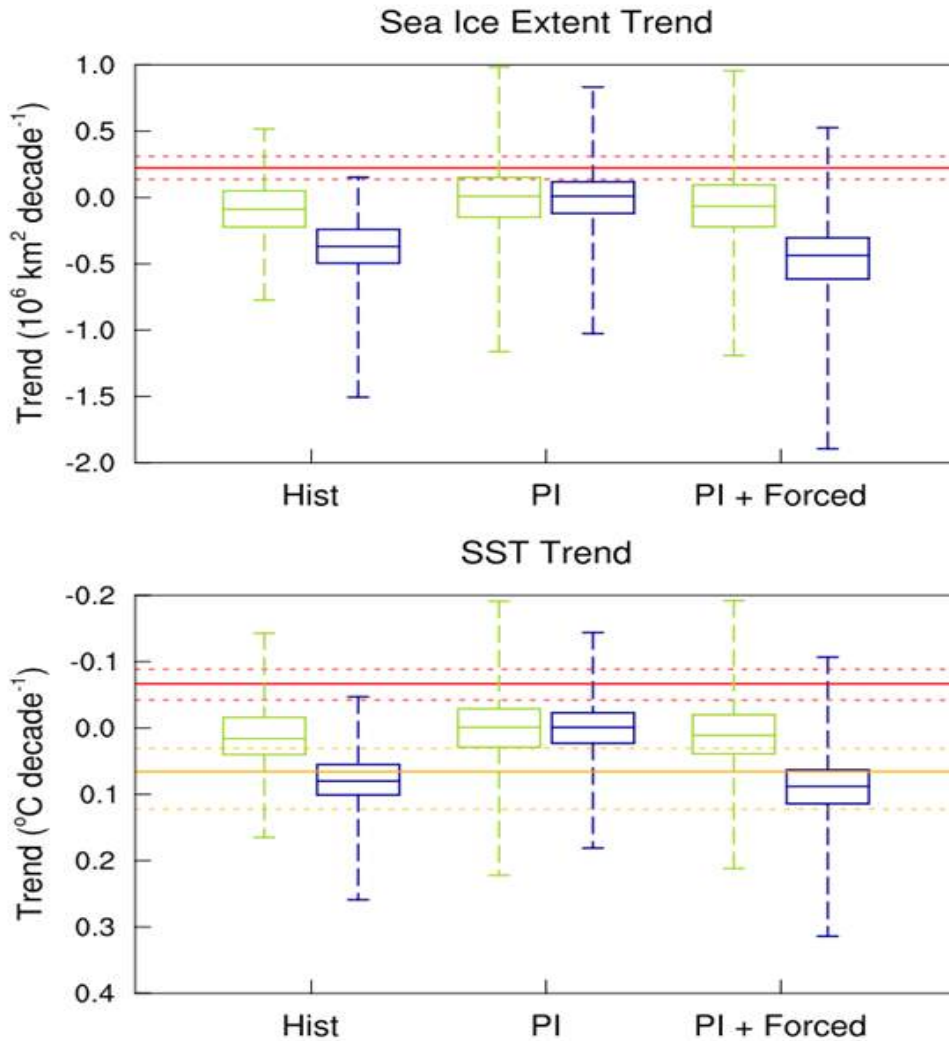 Sea Ice Extent Trend
Trend (10⁶ km² decade⁻¹)
1.0
0.5
0.0
-0.5
-1.0
-1.5
-2.0
Hist PI PI + Forced
SST Trend
Trend (°C decade⁻¹)
-0.2
-0.1
0.0
0.1
0.2
0.3
0.4
Hist PI PI + Forced